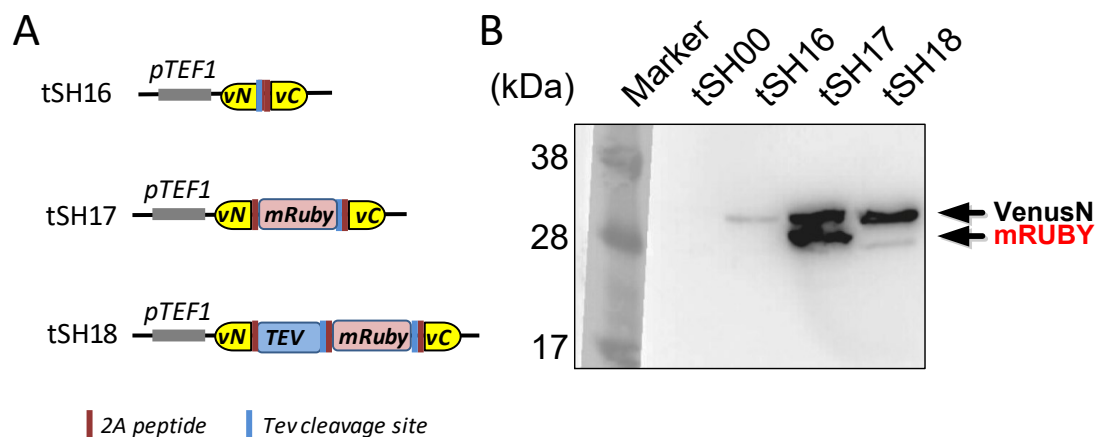 A
tSH16
pTEF1
vN
vC
tSH17
pTEF1
vN
mRuby
vC
tSH18
pTEF1
vN
TEV
mRuby
vC
2A peptide
Tev cleavage site
B
(kDa)
Marker
tSH00
tSH16
tSH17
tSH18
38
28
17
VenusN
mRUBY